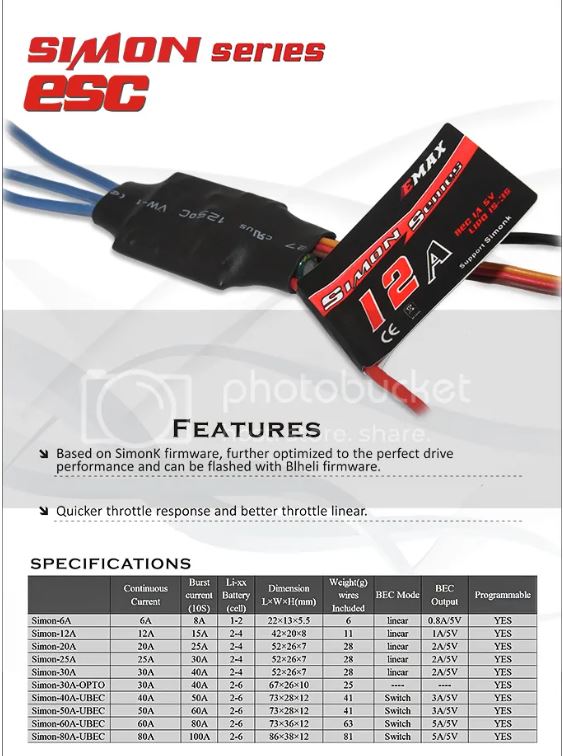 SIMON series
esc
VW-1
125°C
EMAX
SIMON SERIES
12A
BEC 1A 5V
LIPO 1S-3S
Support Simonk
CE
photobucket
store. share.
FEATURES
Based on SimonK firmware, further optimized to the perfect drive
performance and can be flashed with Blheli firmware.
Quicker throttle response and better throttle linear.
SPECIFICATIONS
Continuous Current Burst current (10S) Li-xx Battery (cell) Dimension L×W×H(mm) Weight(g) wires Included BEC Mode BEC Output Programmable
Simon-6A 6A 8A 1-2 22×13×5.5 6 linear 0.8A/5V YES
Simon-12A 12A 15A 2-4 42×20×8 11 linear 1A/5V YES
Simon-20A 20A 25A 2-4 52×26×7 28 linear 2A/5V YES
Simon-25A 25A 30A 2-4 52×26×7 28 linear 2A/5V YES
Simon-30A 30A 40A 2-4 52×26×7 28 linear 2A/5V YES
Simon-30A-OPTO 30A 40A 2-6 67×26×10 25 ---- ---- YES
Simon-40A-UBEC 40A 50A 2-6 73×28×12 41 Switch 3A/5V YES
Simon-50A-UBEC 50A 60A 2-6 73×28×12 41 Switch 3A/5V YES
Simon-60A-UBEC 60A 80A 2-6 73×36×12 63 Switch 5A/5V YES
Simon-80A-UBEC 80A 100A 2-6 86×38×12 81 Switch 5A/5V YES